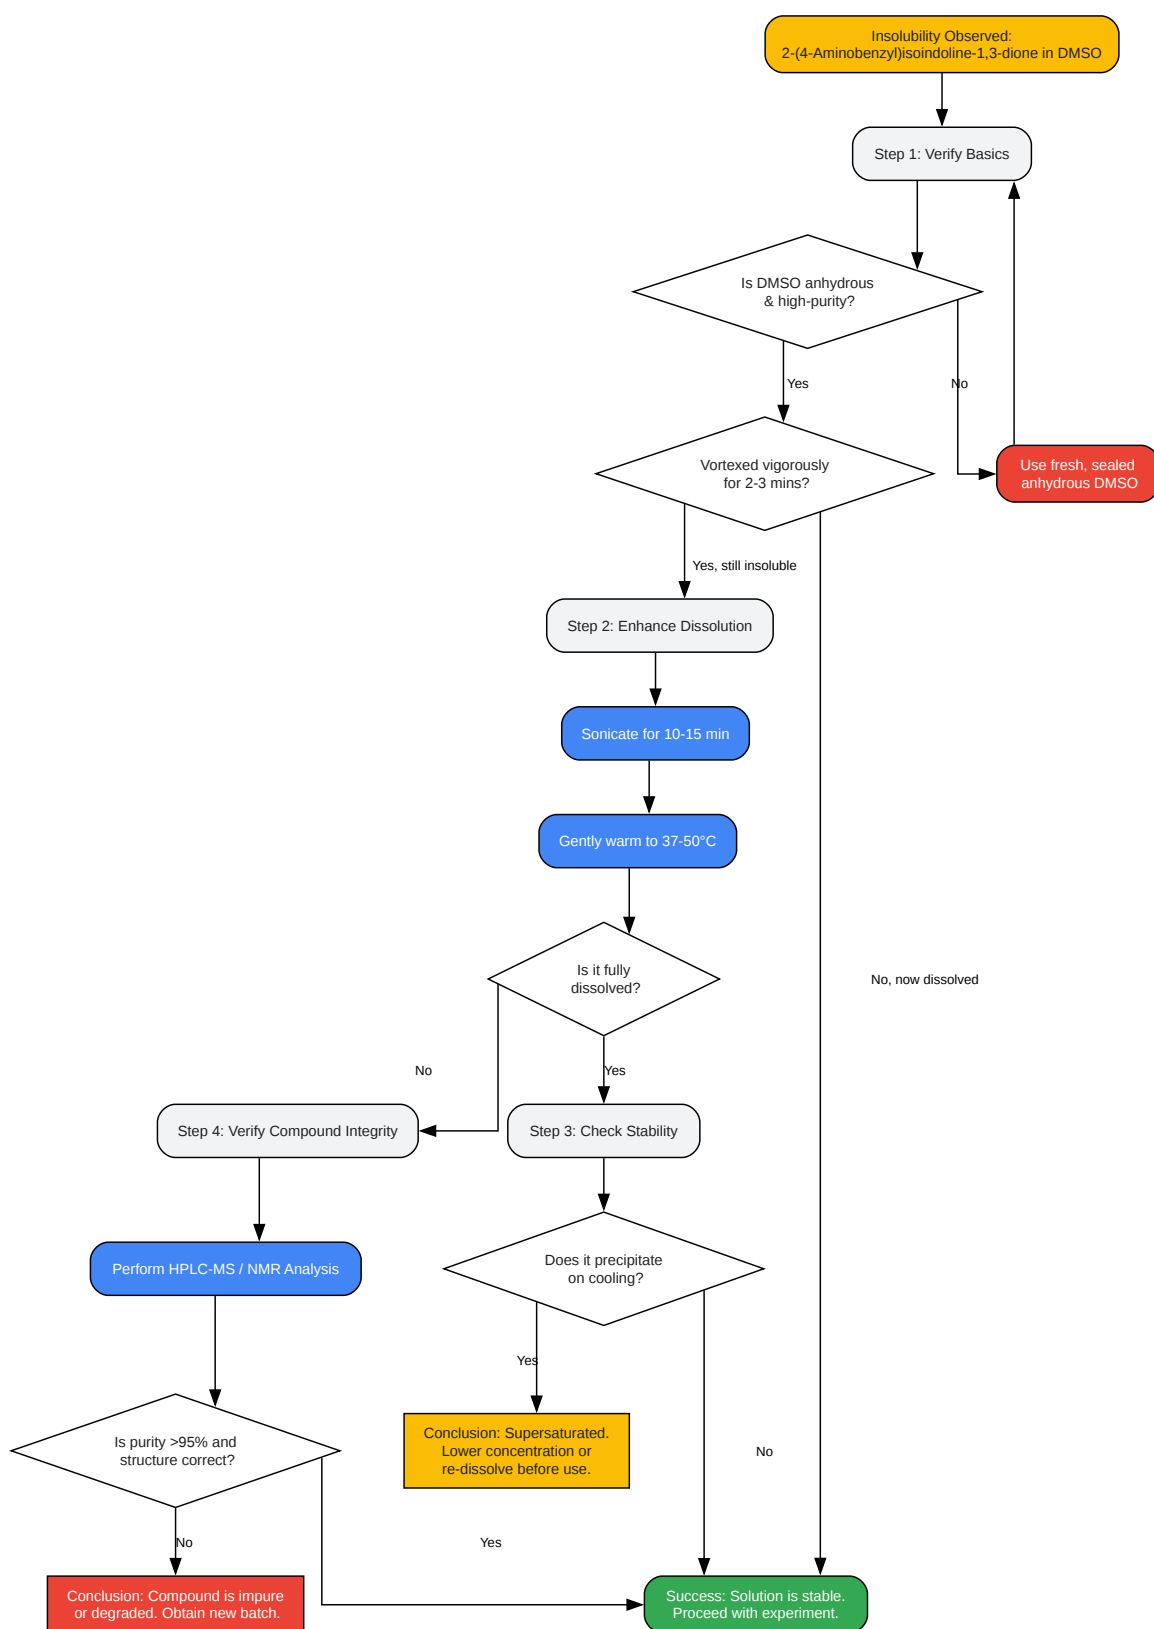 Insolubility Observed:
2-(4-Aminobenzyl)isoindoline-1,3-dione in DMSO
Step 1: Verify Basics
Is DMSO anhydrous
& high-purity?
Yes
No
Vortexed vigorously
for 2-3 mins?
Use fresh, sealed
anhydrous DMSO
Yes, still insoluble
Step 2: Enhance Dissolution
Sonicate for 10-15 min
Gently warm to 37-50°C
Is it fully
dissolved?
No, now dissolved
No
Yes
Step 4: Verify Compound Integrity
Step 3: Check Stability
Perform HPLC-MS / NMR Analysis
Does it precipitate
on cooling?
Yes
Is purity >95% and
structure correct?
Conclusion: Supersaturated.
Lower concentration or
re-dissolve before use.
No
No
Yes
Conclusion: Compound is impure
or degraded. Obtain new batch.
Success: Solution is stable.
Proceed with experiment.